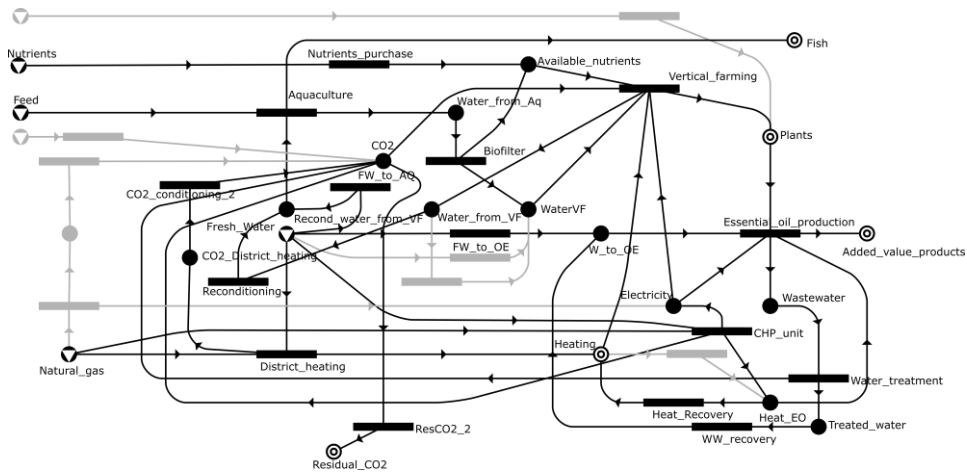 Fish
Nutrients
Nutrients_purchase
Available_nutrients
Vertical_farming
Feed
Aquaculture
Water_from_Aq
Plants
CO2
Biofilter
FW_to_AQ
CO2_conditioning_2
Recond_water_from_VF
Water_from_VF
WaterVF
Essential_oil_production
Fresh_Water
FW_to_OE
W_to_OE
Added_value_products
CO2_District_heating
Reconditioning
Electricity
Wastewater
CHP_unit
Heating
Natural_gas
District_heating
Water_treatment
Heat_Recovery
Heat_EO
Treated_water
ResCO2_2
WW_recovery
Residual_CO2